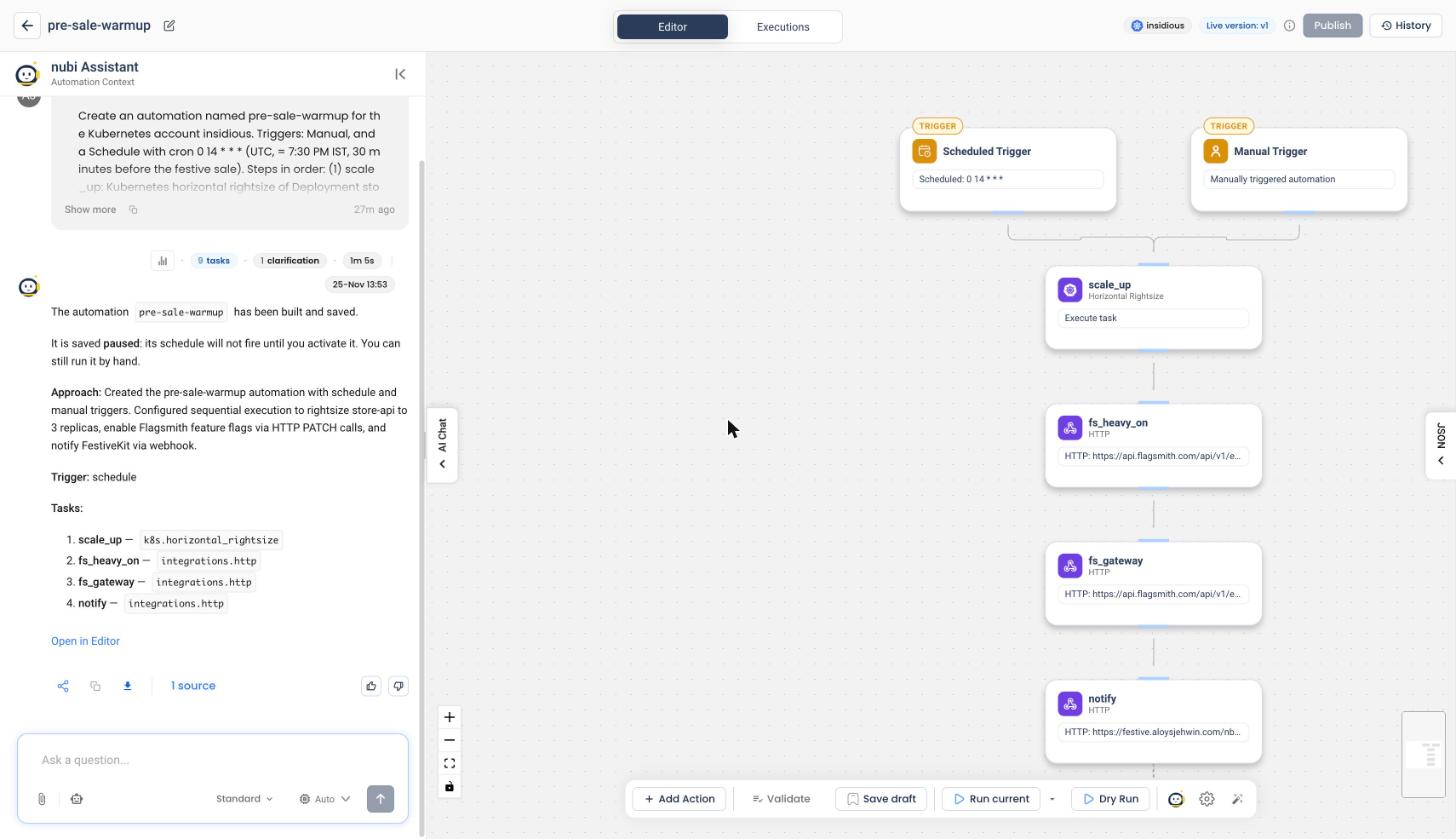 pre-sale-warmup
Editor
Executions
insidious
Live version: v1
Publish
History
nubi Assistant
Automation Context
Create an automation named pre-sale-warmup for th
e Kubernetes account insidious. Triggers: Manual, and
a Schedule with cron 0 14 * * * (UTC, = 7:30 PM IST, 30 m
inutes before the festive sale). Steps in order: (1) scale
_up: Kubernetes horizontal rightsize of Deployment sto
Show more
27m ago
9 tasks
1 clarification
1m 5s
25-Nov 13:53
The automation pre-sale-warmup has been built and saved.
It is saved paused: its schedule will not fire until you activate it. You can
still run it by hand.
Approach: Created the pre-sale-warmup automation with schedule and
manual triggers. Configured sequential execution to rightsize store-api to
3 replicas, enable Flagsmith feature flags via HTTP PATCH calls, and
notify FestiveKit via webhook.
Trigger: schedule
Tasks:
1. scale_up — k8s.horizontal_rightsize
2. fs_heavy_on — integrations.http
3. fs_gateway — integrations.http
4. notify — integrations.http
Open in Editor
1 source
Ask a question...
Standard
Auto
AI Chat
TRIGGER
Scheduled Trigger
Scheduled: 0 14 * * *
TRIGGER
Manual Trigger
Manually triggered automation
scale_up
Horizontal Rightsize
Execute task
fs_heavy_on
HTTP
HTTP: https://api.flagsmith.com/api/v1/e...
fs_gateway
HTTP
HTTP: https://api.flagsmith.com/api/v1/e...
notify
HTTP
HTTP: https://festive.aloysjehwin.com/nb...
JSON
Add Action
Validate
Save draft
Run current
Dry Run